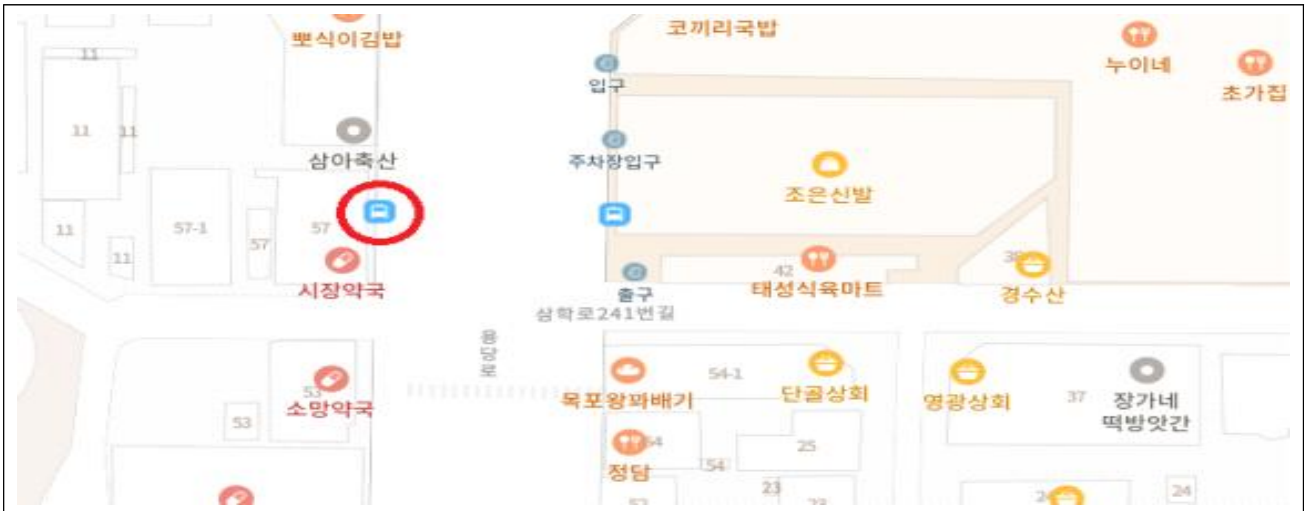 코끼리국밥
뽀식이김밥
누이네
초가집
11
입구
11
11
삼아축산
주차장입구
조은신발
11
57-1
57
57
11
시장약국
출구
42
태성식육마트
경수산
삼학로241번길
용당로
53
소망약국
53
목포왕꽈배기
54-1
단골상회
영광상회
37
장가네
떡방앗간
54
정담
54
25
23
24